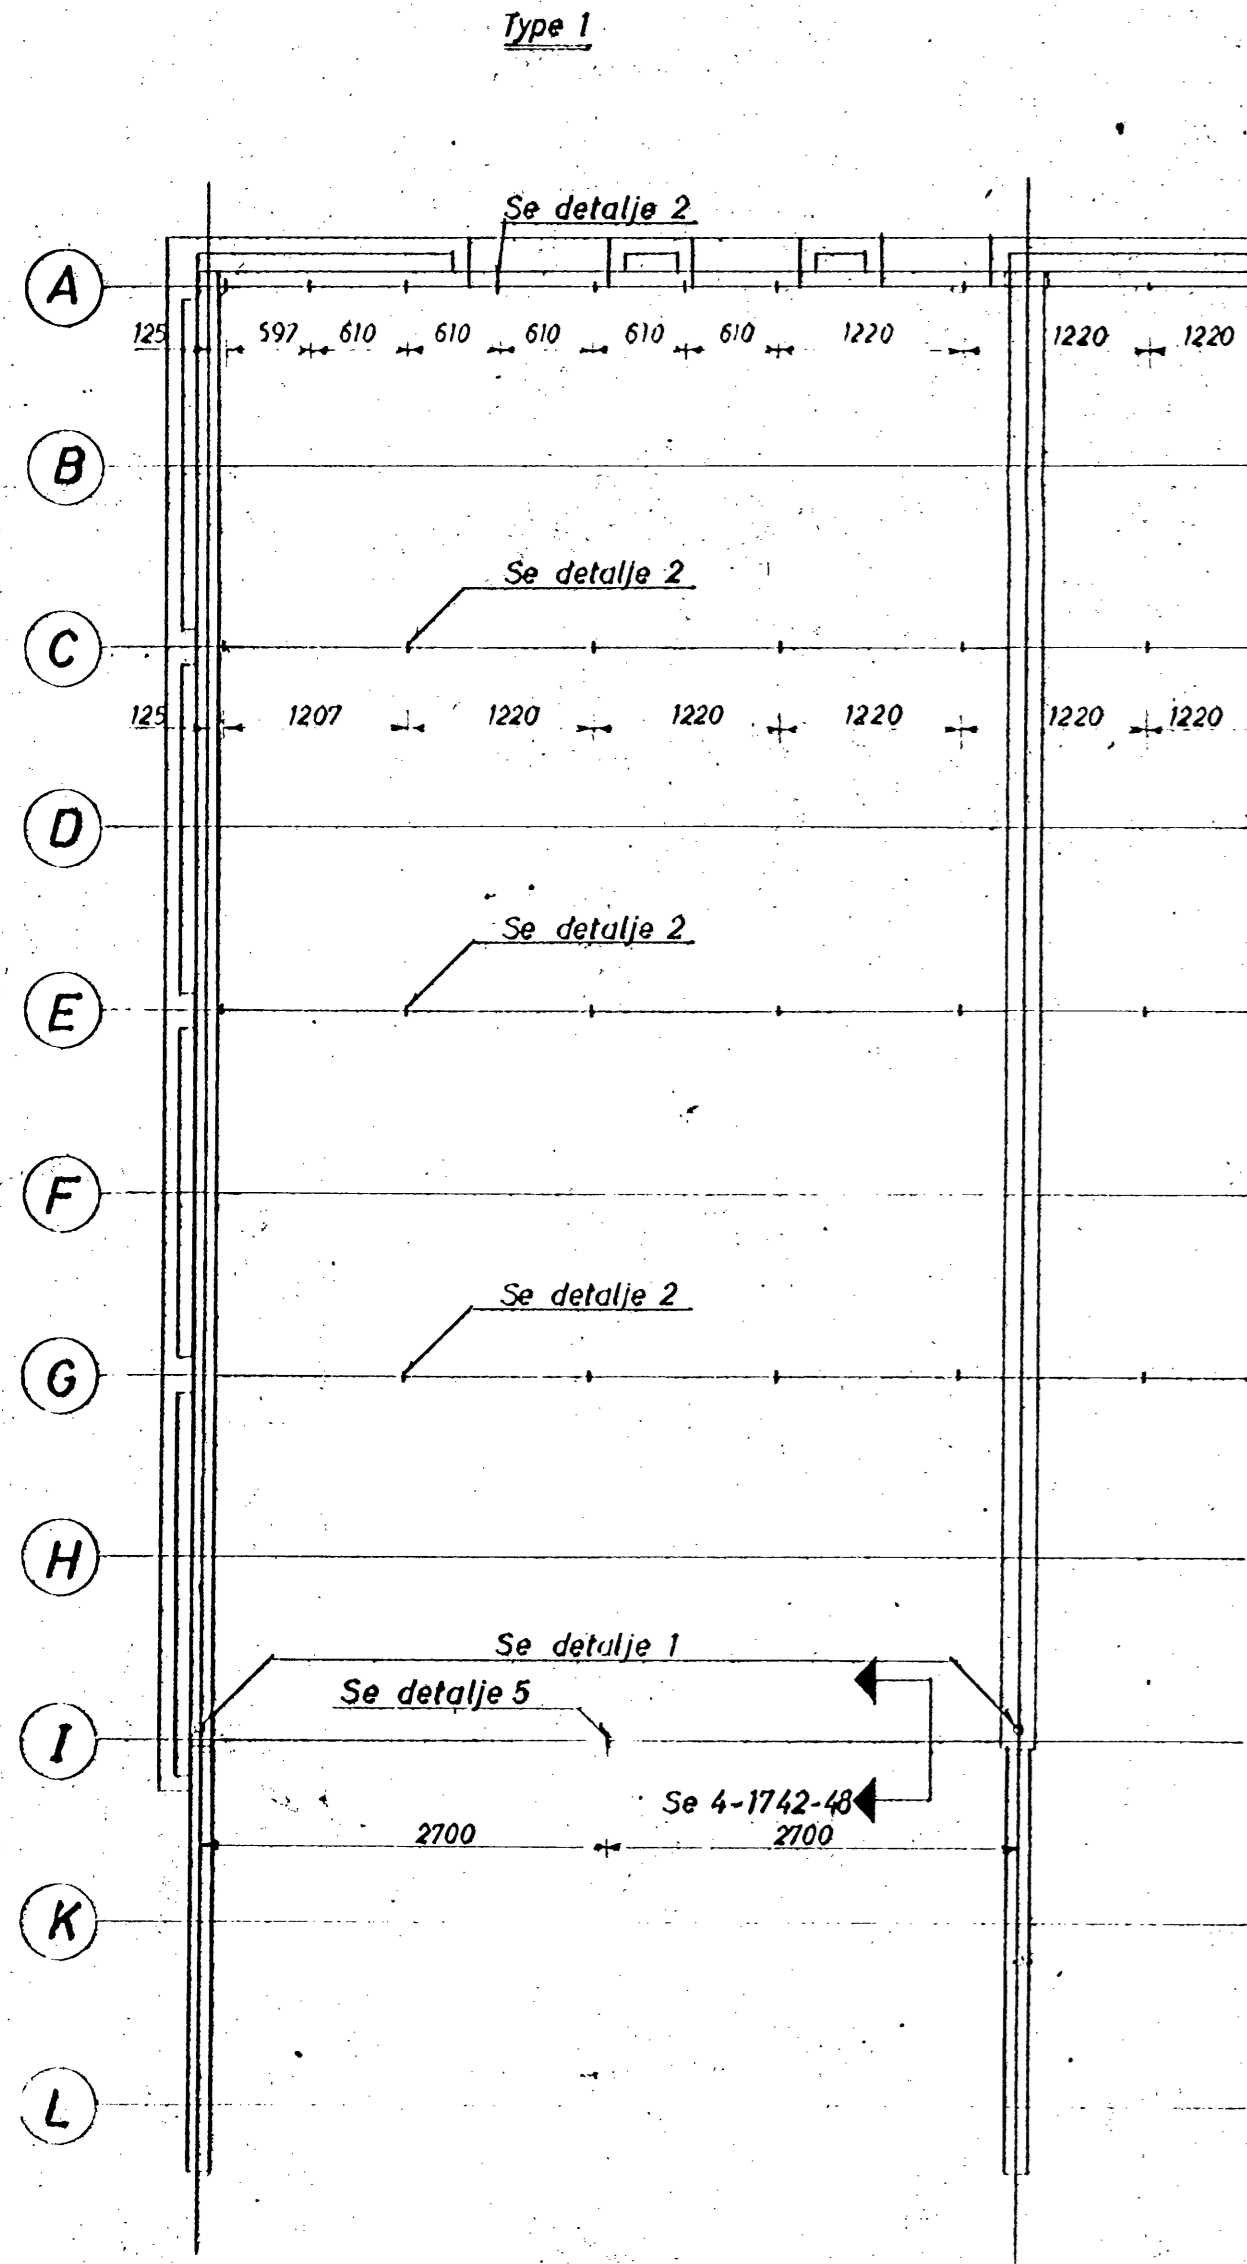 Type 1
Se detalje 2
A
125 597 610 610 610 610 610 1220 1220 1220
B
Se detalje 2
C
125 1207 1220 1220 1220 1220 1220
D
Se detalje 2
E
F
Se detalje 2
G
H
Se detalje 1
Se detalje 5
I
Se 4-1742-48
2700 2700
K
L